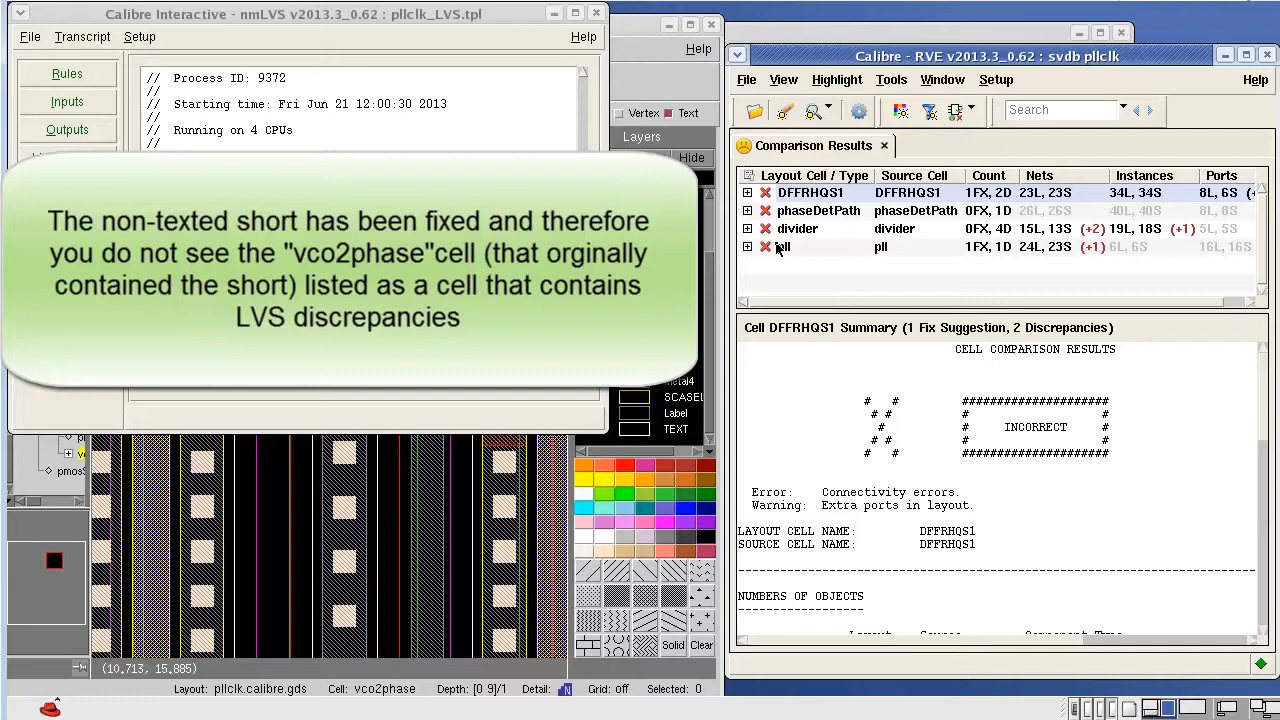 Calibre Interactive - nmLVS v2013.3_0.62 : pllclk_LVS.tpl
File Transcript Setup Help
Rules
Inputs
Outputs
// Process ID: 9372
//
// Starting time: Fri Jun 21 12:00:30 2013
//
// Running on 4 CPUs
//
Help
Vertex Text
Layers
Hide
The non-texted short has been fixed and therefore
you do not see the "vco2phase"cell (that orginally
contained the short) listed as a cell that contains
LVS discrepancies
metal4
SCASEL
Label
TEXT
pmos
Solid Clear
(10.713, 15.885)
Layout: pllclk.calibre.gds Cell: vco2phase Depth: [0 9]/1 Detail: Grid: off Selected: 0
Calibre - RVE v2013.3_0.62 : svdb pllclk
File View Highlight Tools Window Setup Help
Search
Comparison Results
Layout Cell / Type Source Cell Count Nets Instances Ports
DFFRHQS1 DFFRHQS1 1FX, 2D 23L, 23S 34L, 34S 8L, 6S (+
phaseDetPath phaseDetPath 0FX, 1D 26L, 26S 40L, 40S 8L, 8S
divider divider 0FX, 4D 15L, 13S (+2) 19L, 18S (+1) 5L, 5S
pll pll 1FX, 1D 24L, 23S (+1) 6L, 6S 16L, 16S
Cell DFFRHQS1 Summary (1 Fix Suggestion, 2 Discrepancies)
CELL COMPARISON RESULTS
# # ####################
# # # #
# # INCORRECT #
# # # #
# # ####################
Error: Connectivity errors.
Warning: Extra ports in layout.
LAYOUT CELL NAME: DFFRHQS1
SOURCE CELL NAME: DFFRHQS1
NUMBERS OF OBJECTS